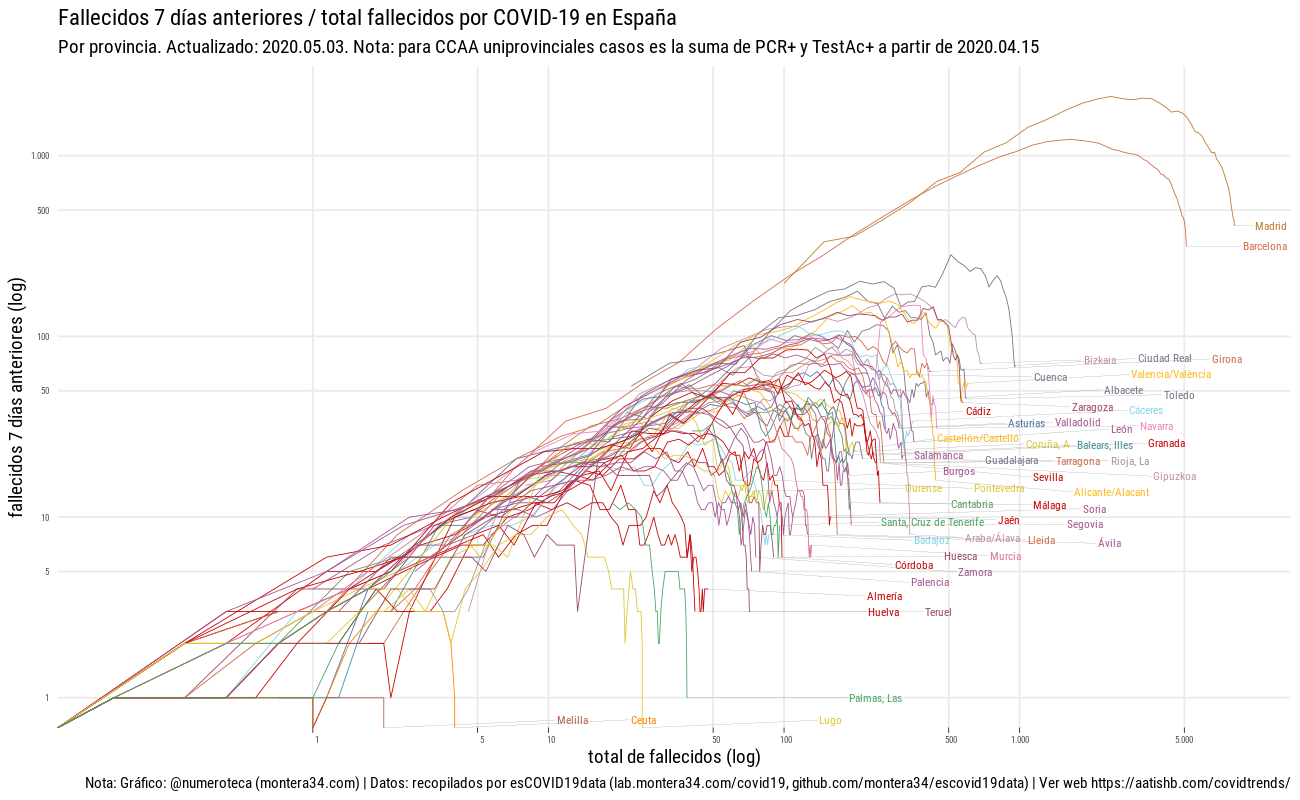 Fallecidos 7 días anteriores / total fallecidos por COVID-19 en España
Por provincia. Actualizado: 2020.05.03. Nota: para CCAA uniprovinciales casos es la suma de PCR+ y TestAc+ a partir de 2020.04.15
fallecidos 7 días anteriores (log)
1.000
500
100
50
10
5
1
Madrid
Barcelona
Bizkaia
Ciudad Real
Girona
Cuenca
Valencia/València
Albacete
Toledo
Cádiz
Zaragoza
Cáceres
Asturias
Valladolid
León
Navarra
Castellón/Castelló
Coruña, A
Balears, Illes
Granada
Salamanca
Guadalajara
Tarragona
Rioja, La
Burgos
Sevilla
Gipuzkoa
Ourense
Pontevedra
Alicante/Alacant
Cantabria
Málaga
Soria
Santa Cruz de Tenerife
Jaén
Segovia
Badajoz
Araba/Álava
Lleida
Ávila
Huesca
Murcia
Córdoba
Zamora
Palencia
Almería
Huelva
Teruel
Palmas, Las
Melilla
Ceuta
Lugo
1
5
10
50
100
500
1.000
5.000
total de fallecidos (log)
Nota: Gráfico: @numeroteca (montera34.com) | Datos: recopilados por esCOVID19data (lab.montera34.com/covid19, github.com/montera34/escovid19data) | Ver web https://aatishb.com/covidtrends/